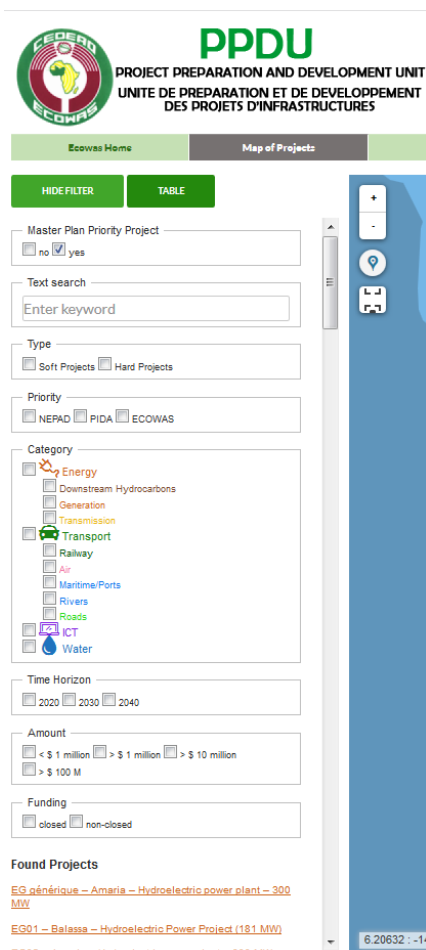 CEDEAO
ECOWAS
PPDU
PROJECT PREPARATION AND DEVELOPMENT UNIT
UNITE DE PREPARATION ET DE DEVELOPPEMENT
DES PROJETS D'INFRASTRUCTURES
Ecowas Home Map of Projects
HIDE FILTER TABLE
+
-
Master Plan Priority Project
no yes
Text search
Enter keyword
Type
Soft Projects Hard Projects
Priority
NEPAD PIDA ECOWAS
Category
Energy
Downstream Hydrocarbons
Generation
Transmission
Transport
Railway
Air
Maritime/Ports
Rivers
Roads
ICT
Water
Time Horizon
2020 2030 2040
Amount
< $ 1 million > $ 1 million > $ 10 million
> $ 100 M
Funding
closed non-closed
Found Projects
EG générique – Amaria – Hydroelectric power plant – 300
MW
EG01 – Balassa – Hydroelectric Power Project (181 MW)
6.20632 : -14